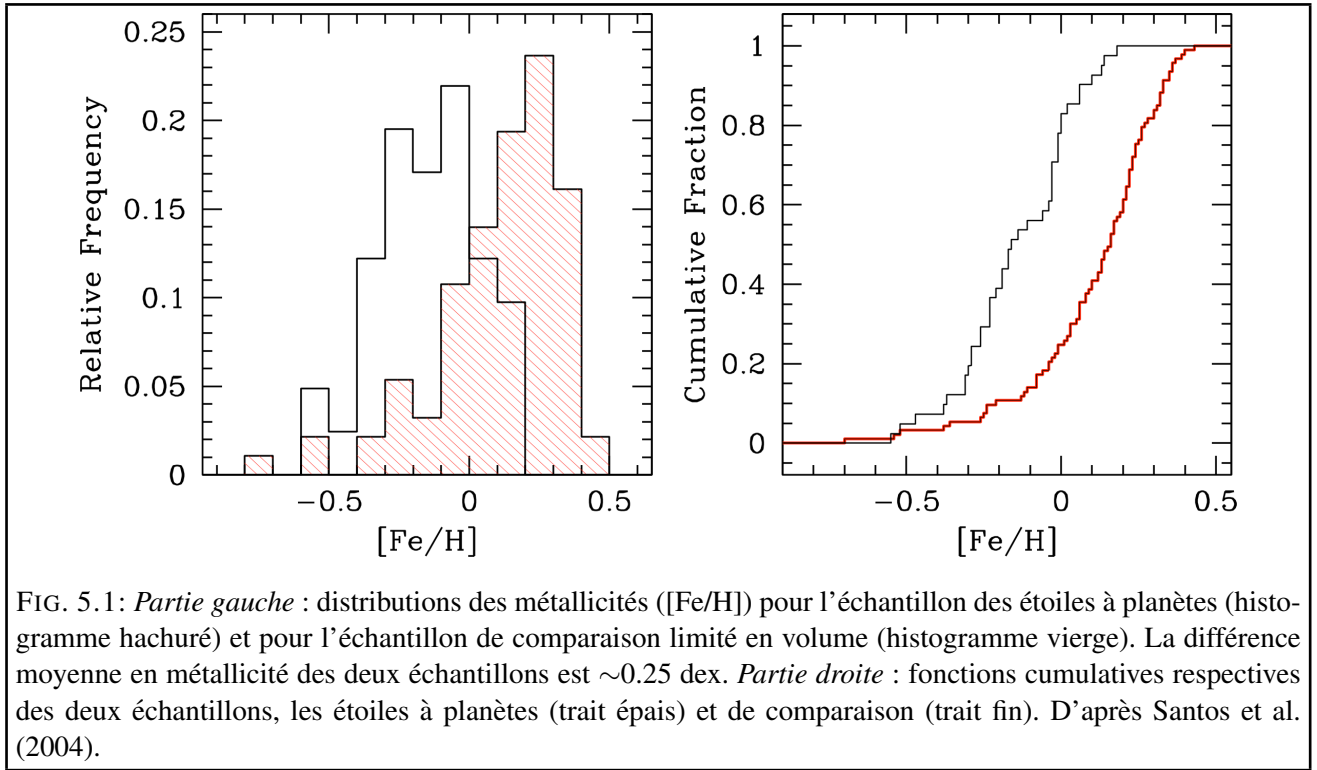 0.25
0.2
0.15
0.1
0.05
0
Relative Frequency
−0.5 0 0.5
[Fe/H]
1
0.8
0.6
0.4
0.2
0
Cumulative Fraction
−0.5 0 0.5
[Fe/H]
FIG. 5.1: Partie gauche : distributions des métallicités ([Fe/H]) pour l’échantillon des étoiles à planètes (histo-
gramme hachuré) et pour l’échantillon de comparaison limité en volume (histogramme vierge). La différence
moyenne en métallicité des deux échantillons est ∼0.25 dex. Partie droite : fonctions cumulatives respectives
des deux échantillons, les étoiles à planètes (trait épais) et de comparaison (trait fin). D’après Santos et al.
(2004).